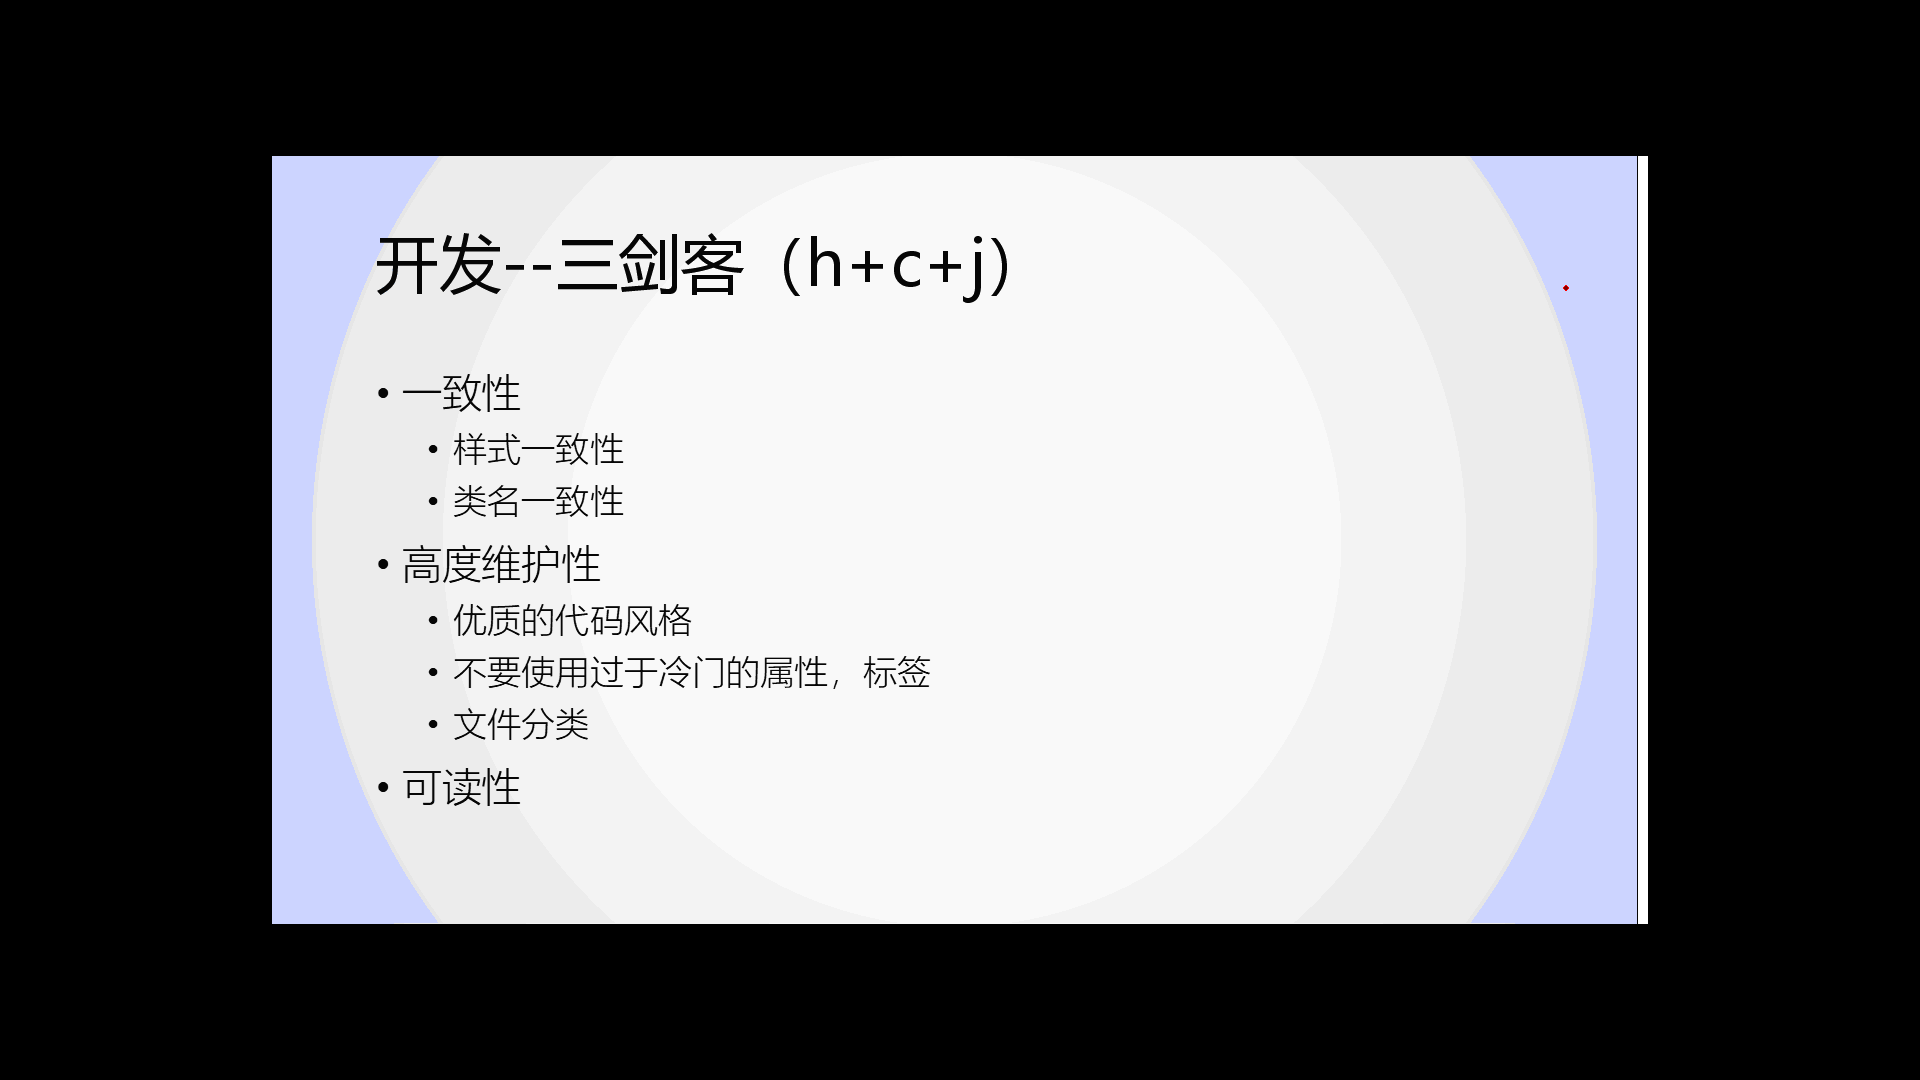 开发--三剑客（h+c+j）
• 一致性
• 样式一致性
• 类名一致性
• 高度维护性
• 优质的代码风格
• 不要使用过于冷门的属性，标签
• 文件分类
• 可读性